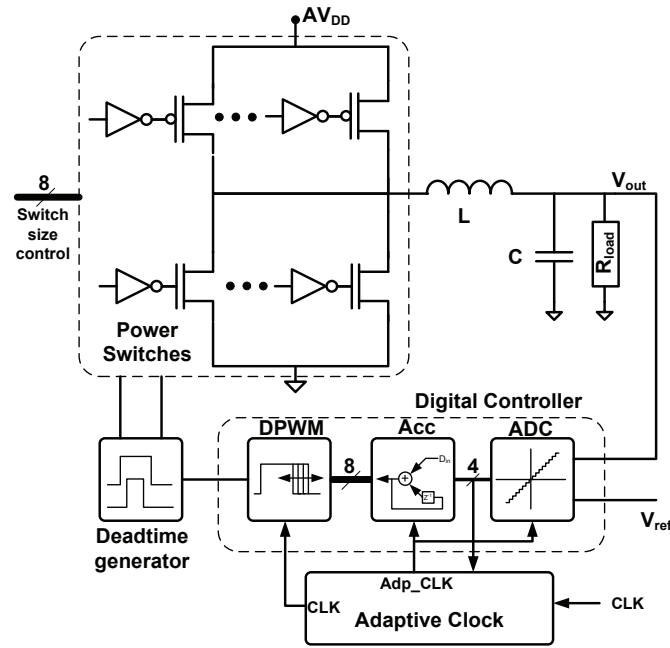 AVDD
8
Switch
size
control
L
Vout
C
Rload
Power
Switches
Digital Controller
DPWM
Acc
ADC
8
Din
Z-1
4
Vref
Deadtime
generator
Adp_CLK
CLK
CLK
Adaptive Clock